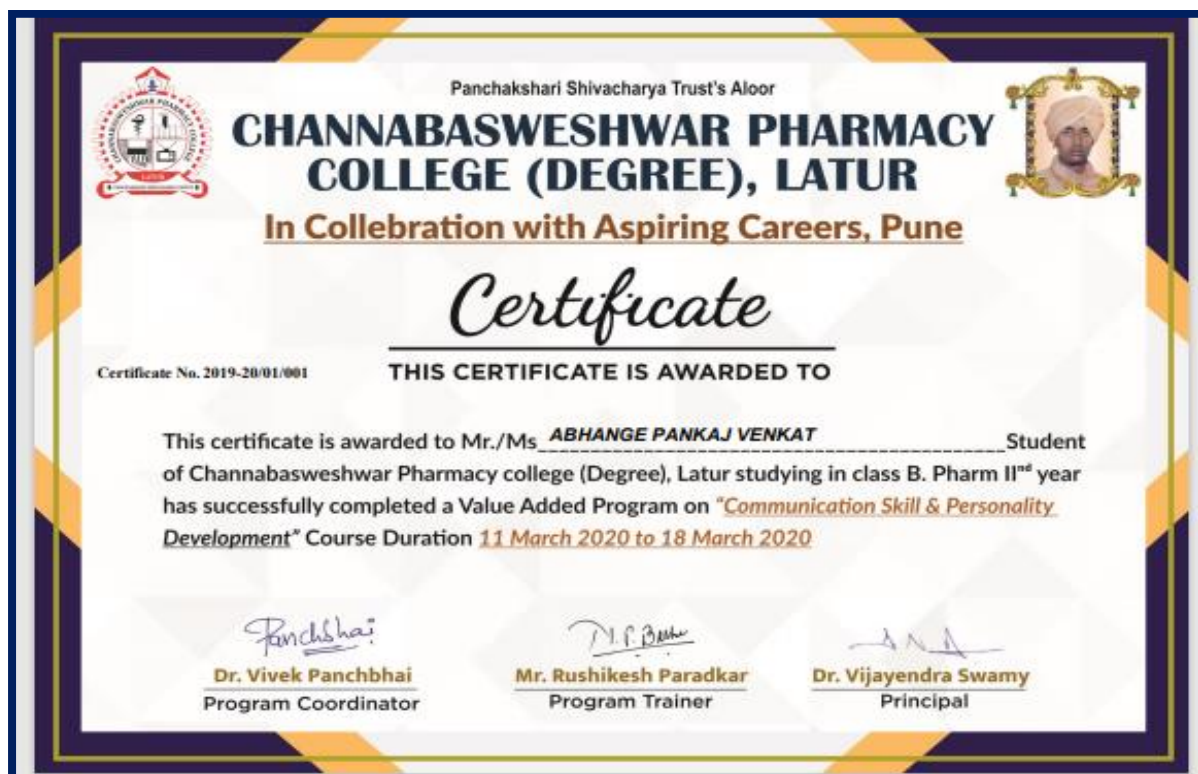 Panchakshari Shivacharya Trust's Aloor
CHANNABASWESHWAR PHARMACY
COLLEGE (DEGREE), LATUR
In Collebration with Aspiring Careers, Pune
Certificate
Certificate No. 2019-20/01/001
THIS CERTIFICATE IS AWARDED TO
This certificate is awarded to Mr./Ms ABHANGE PANKAJ VENKAT Student
of Channabasweshwar Pharmacy college (Degree), Latur studying in class B. Pharm IInd year
has successfully completed a Value Added Program on "Communication Skill & Personality
Development" Course Duration 11 March 2020 to 18 March 2020
Panchbhai
Dr. Vivek Panchbhai
Mr. Rushikesh Paradkar
Dr. Vijayendra Swamy
Program Coordinator
Program Trainer
Principal
LATUR